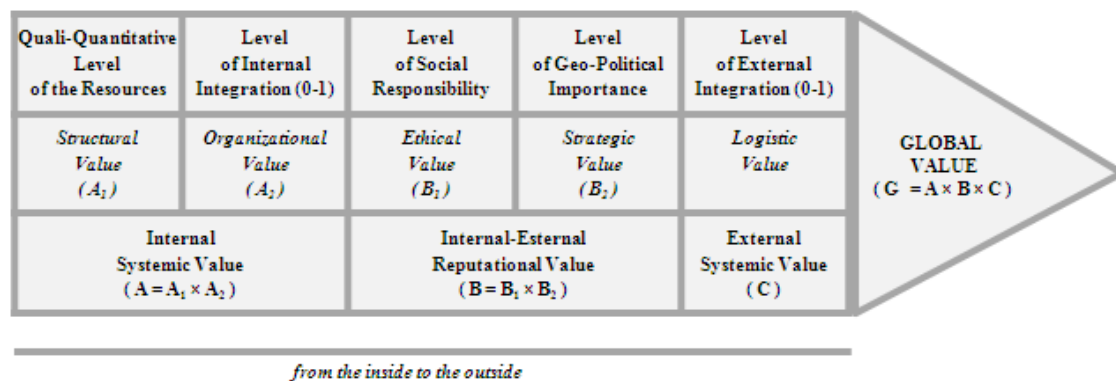 Quali-Quantitative
Level
of the Resources
Level
of Internal
Integration (0-1)
Level
of Social
Responsibility
Level
of Geo-Political
Importance
Level
of External
Integration (0-1)
Structural
Value
(A₁)
Organizational
Value
(A₂)
Ethical
Value
(B₁)
Strategic
Value
(B₂)
Logistic
Value
Internal
Systemic Value
( A = A₁ × A₂ )
Internal-Esternal
Reputational Value
( B = B₁ × B₂ )
External
Systemic Value
( C )
GLOBAL
VALUE
( G = A × B × C )
from the inside to the outside